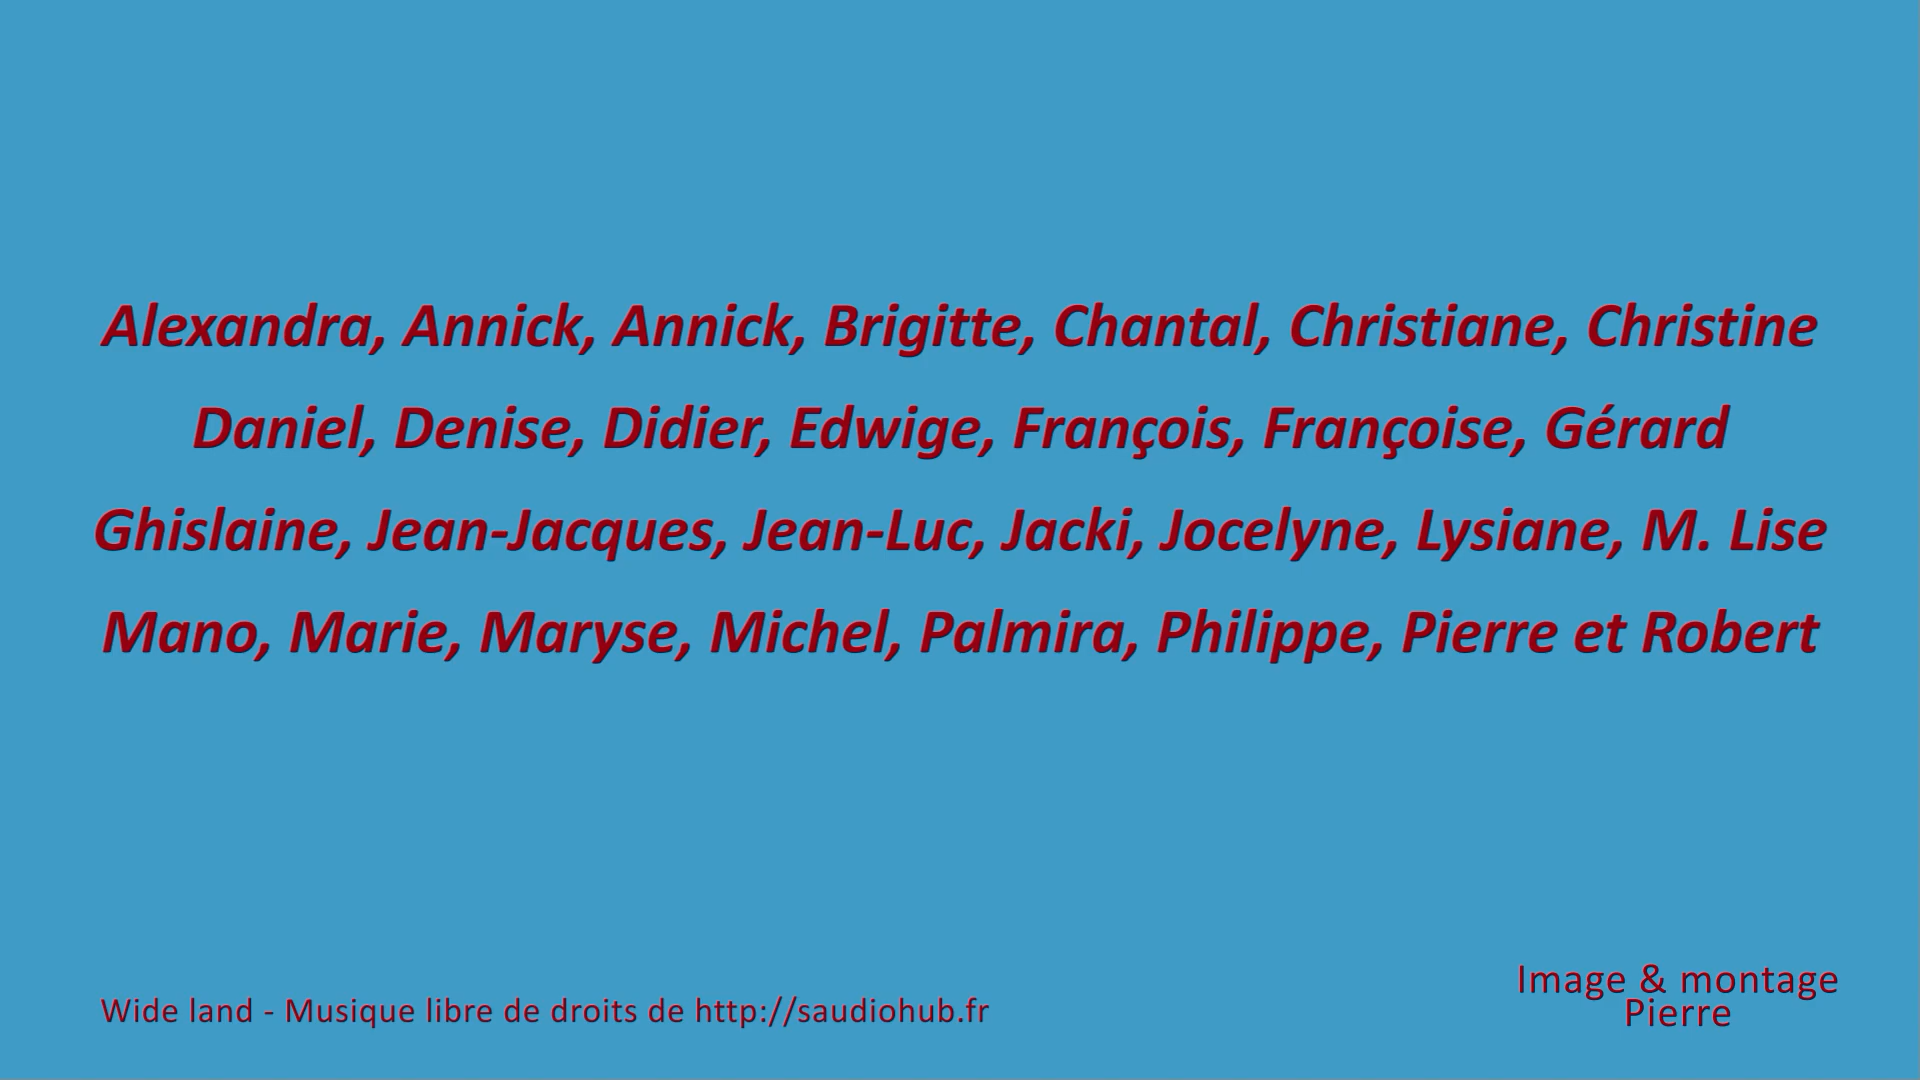 Alexandra, Annick, Annick, Brigitte, Chantal, Christiane, Christine
Daniel, Denise, Didier, Edwige, François, Françoise, Gérard
Ghislaine, Jean-Jacques, Jean-Luc, Jacki, Jocelyne, Lysiane, M. Lise
Mano, Marie, Maryse, Michel, Palmira, Philippe, Pierre et Robert
Wide land - Musique libre de droits de http://saudiohub.fr
Image & montage
Pierre